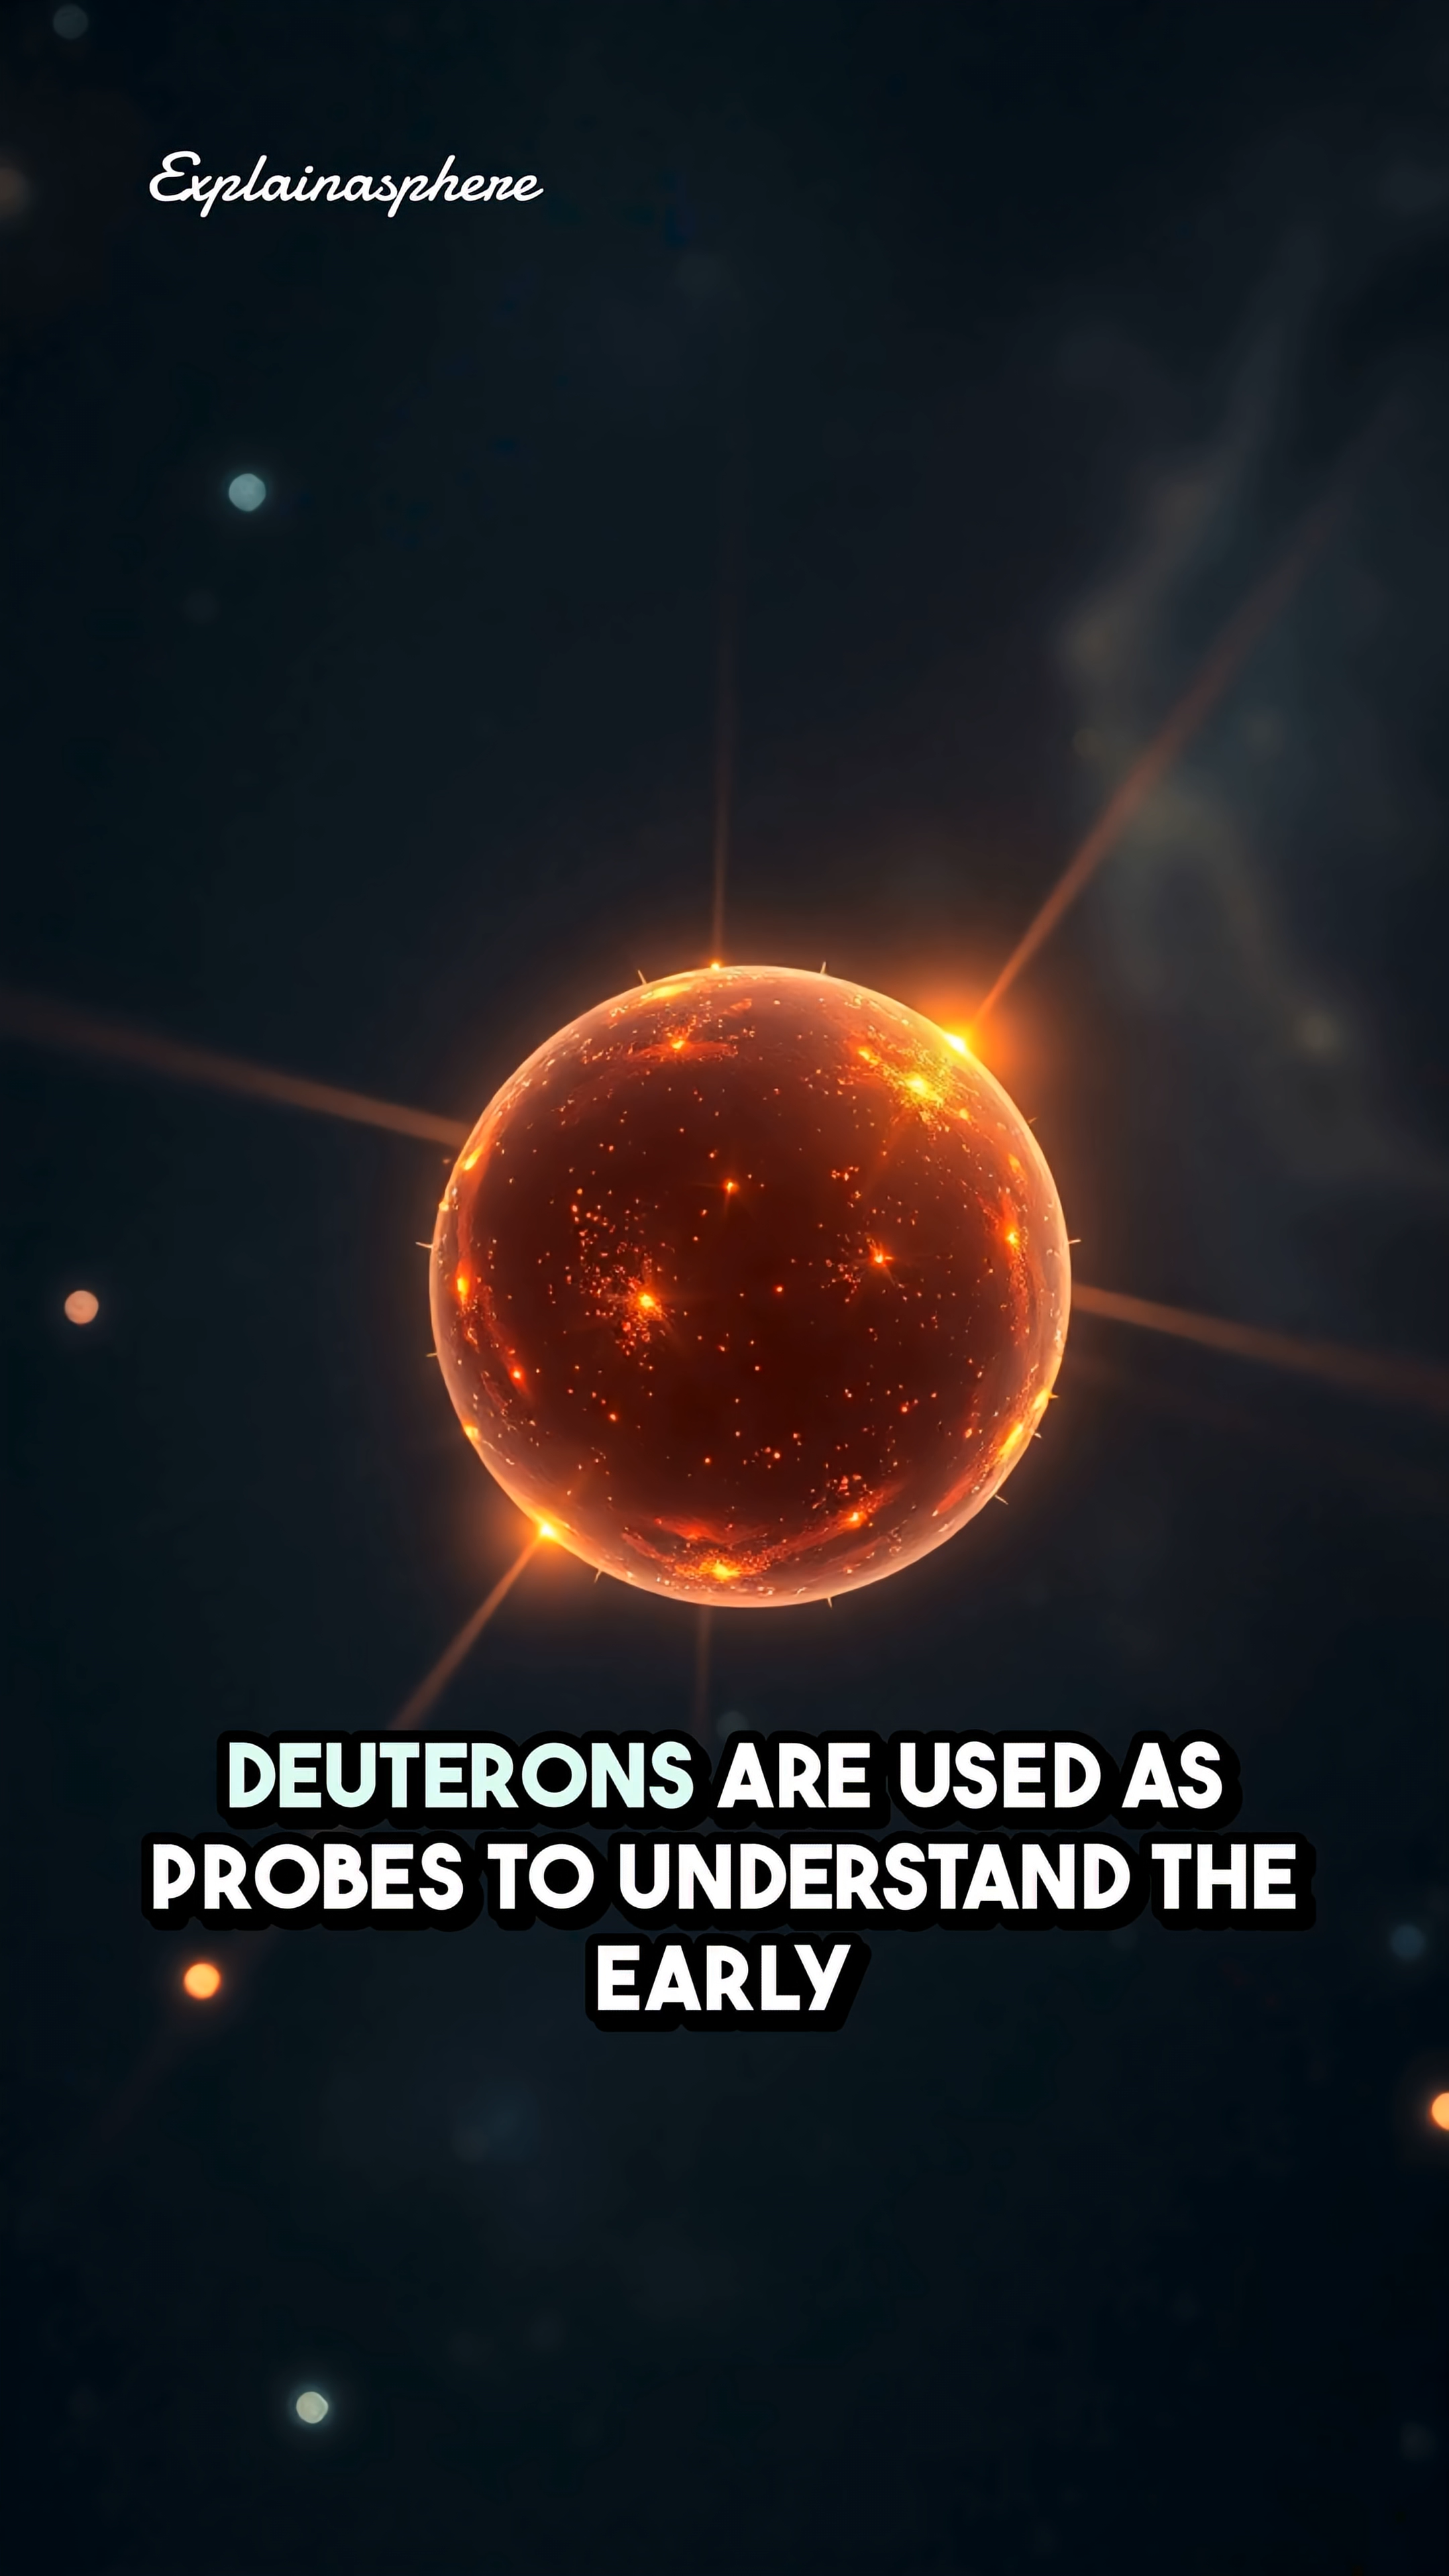 Explainasphere
DEUTERONS ARE USED AS
PROBES TO UNDERSTAND THE
EARLY